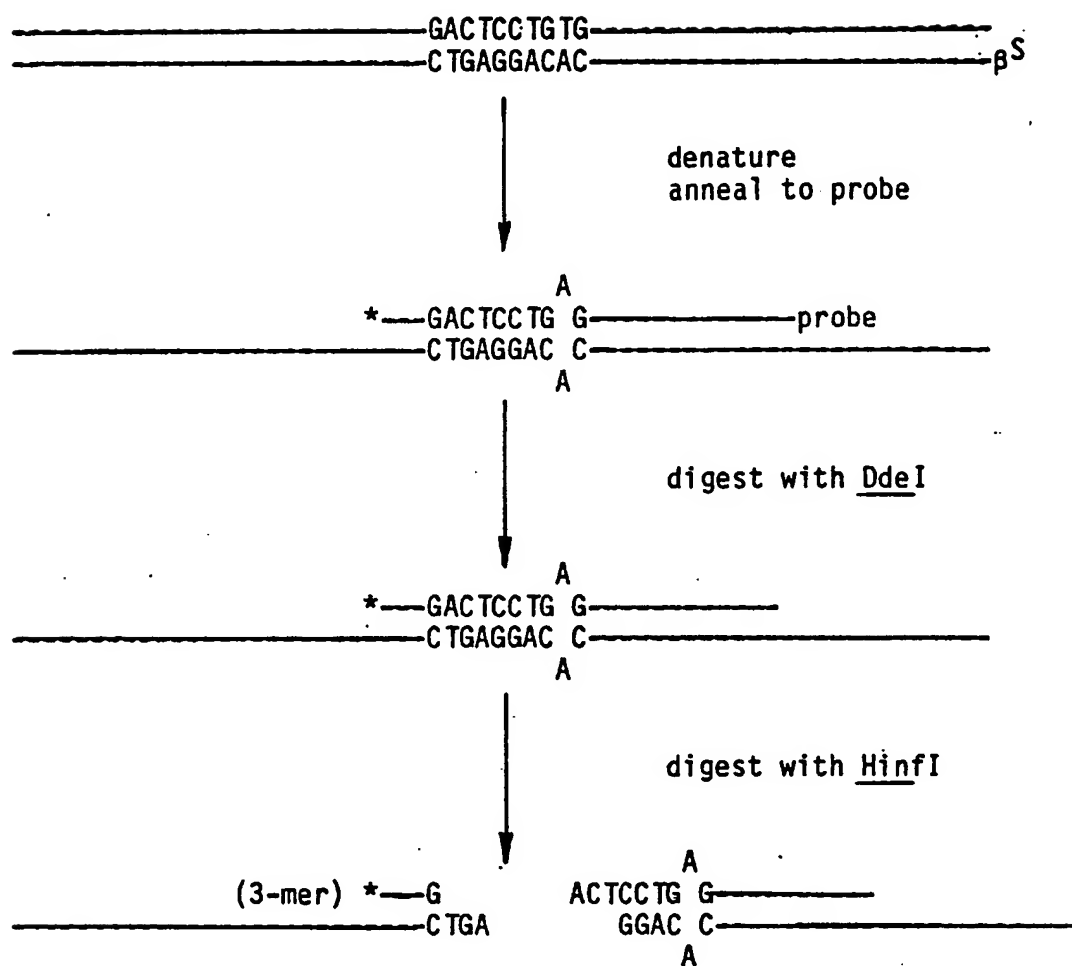 GACTCCTGTG
CTGAGGACAC
βS
denature
anneal to probe
A
*GACTCCTG G probe
CTGAGGAC C
A
digest with DdeI
A
*GACTCCTG G
CTGAGGAC C
A
digest with HinfI
A
(3-mer) *G ACTCCTG G
CTGA GGAC C
A